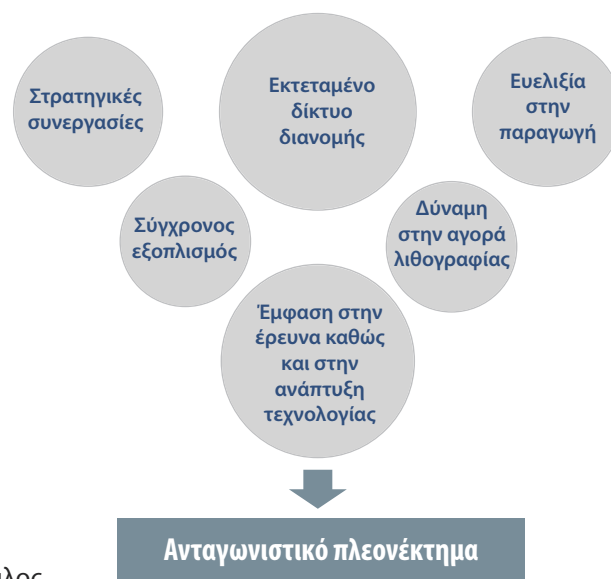 Στρατηγικές
συνεργασίες
Εκτεταμένο
δίκτυο
διανομής
Ευελιξία
στην
παραγωγή
Σύγχρονος
εξοπλισμός
Δύναμη
στην αγορά
λιθογραφίας
Έμφαση στην
έρευνα καθώς
και στην
ανάπτυξη
τεχνολογίας
Ανταγωνιστικό πλεονέκτημα